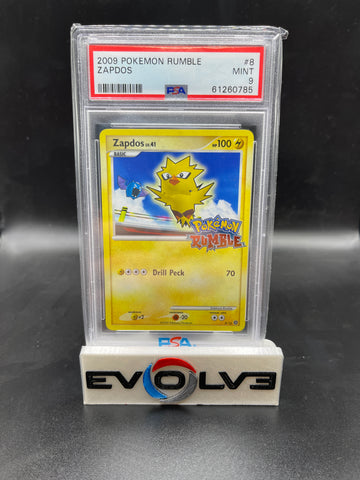 2009 POKEMON RUMBLE #8
ZAPDOS MINT
9
PSA 61260785
Zapdos LV.41 HP100
BASIC
POKéMON
RUMBLE
Drill Peck 70
+2 -30
PSA
EVOLV3